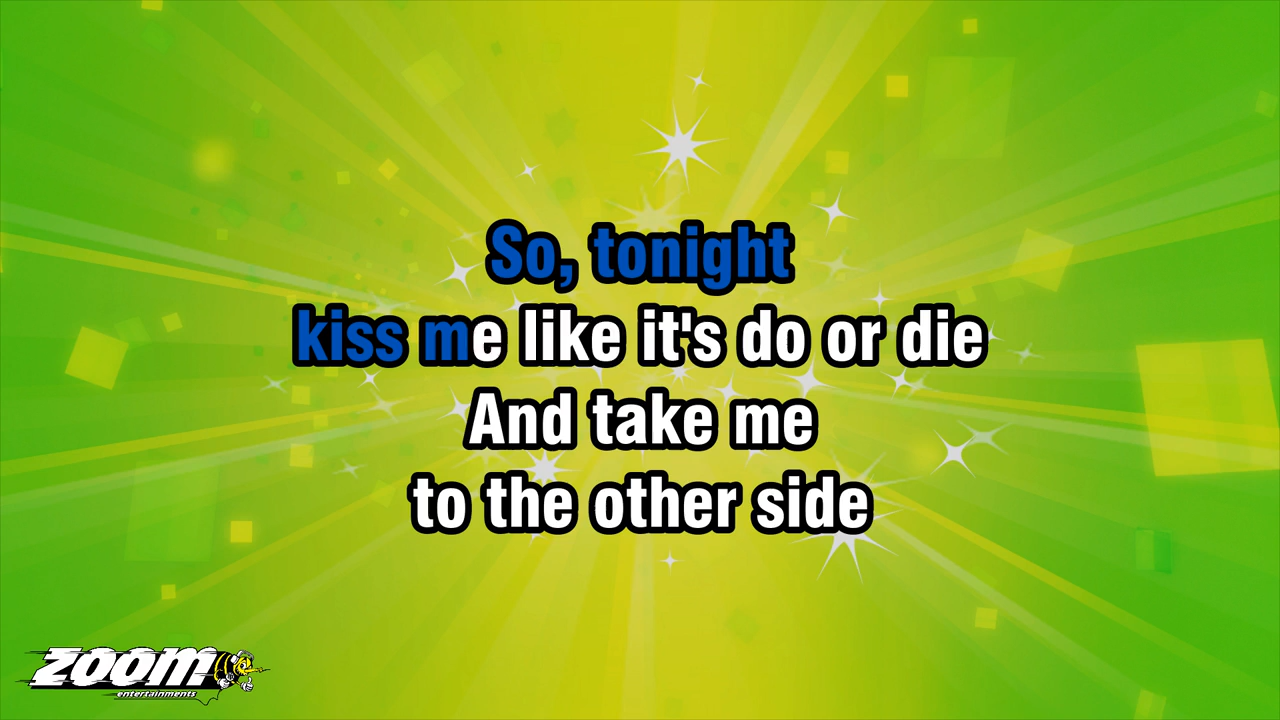 So, tonight
kiss me like it's do or die
And take me
to the other side
zoom
entertainments